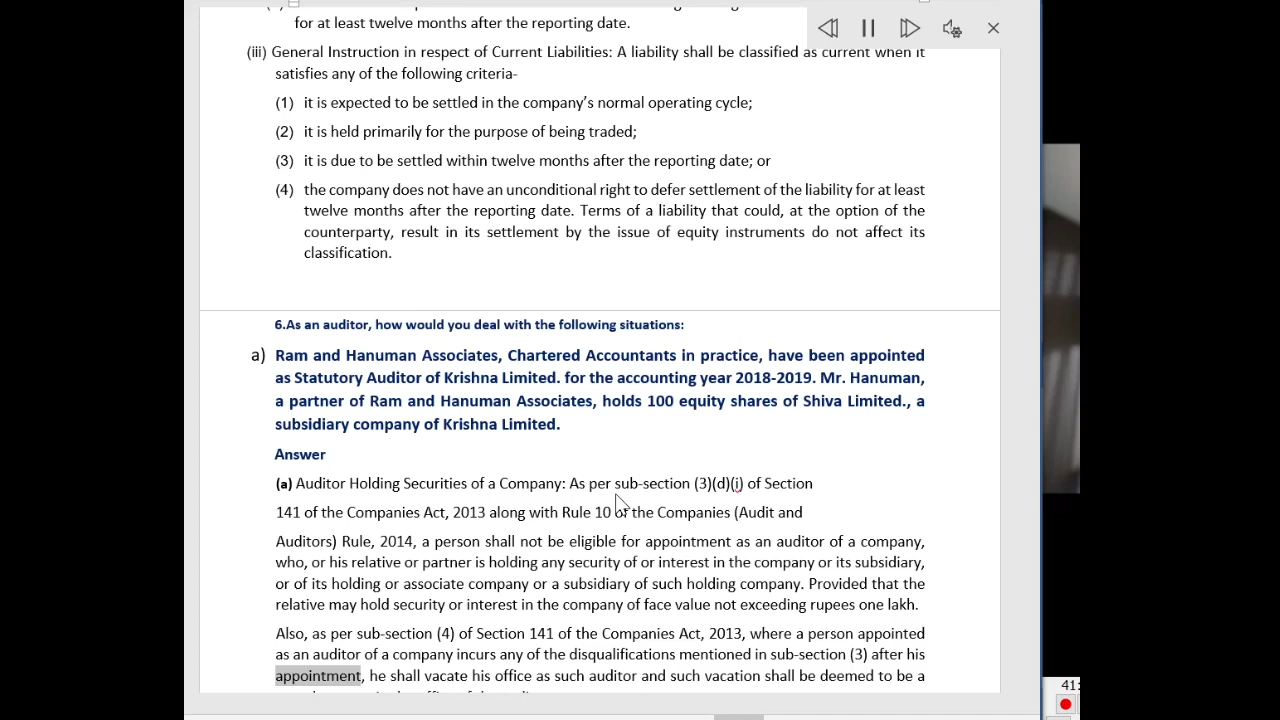 for at least twelve months after the reporting date.
(iii) General Instruction in respect of Current Liabilities: A liability shall be classified as current when it
satisfies any of the following criteria-
(1) it is expected to be settled in the company’s normal operating cycle;
(2) it is held primarily for the purpose of being traded;
(3) it is due to be settled within twelve months after the reporting date; or
(4) the company does not have an unconditional right to defer settlement of the liability for at least
twelve months after the reporting date. Terms of a liability that could, at the option of the
counterparty, result in its settlement by the issue of equity instruments do not affect its
classification.
6.As an auditor, how would you deal with the following situations:
a) Ram and Hanuman Associates, Chartered Accountants in practice, have been appointed
as Statutory Auditor of Krishna Limited. for the accounting year 2018-2019. Mr. Hanuman,
a partner of Ram and Hanuman Associates, holds 100 equity shares of Shiva Limited., a
subsidiary company of Krishna Limited.
Answer
(a) Auditor Holding Securities of a Company: As per sub-section (3)(d)(i) of Section
141 of the Companies Act, 2013 along with Rule 10 of the Companies (Audit and
Auditors) Rule, 2014, a person shall not be eligible for appointment as an auditor of a company,
who, or his relative or partner is holding any security of or interest in the company or its subsidiary,
or of its holding or associate company or a subsidiary of such holding company. Provided that the
relative may hold security or interest in the company of face value not exceeding rupees one lakh.
Also, as per sub-section (4) of Section 141 of the Companies Act, 2013, where a person appointed
as an auditor of a company incurs any of the disqualifications mentioned in sub-section (3) after his
appointment, he shall vacate his office as such auditor and such vacation shall be deemed to be a
41: